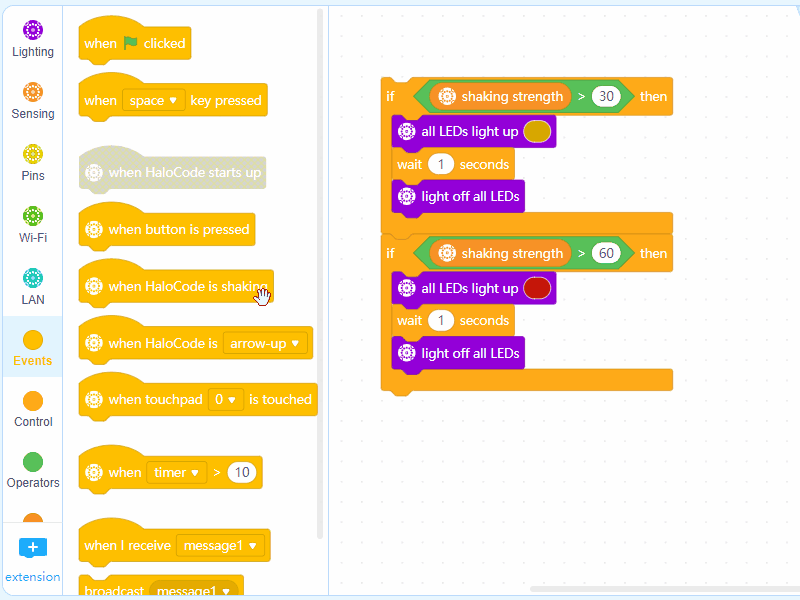 Lighting
Sensing
Pins
Wi-Fi
LAN
Events
Control
Operators
extension
when clicked
when space key pressed
when HaloCode starts up
when button is pressed
when HaloCode is shaking
when HaloCode is arrow-up
when touchpad 0 is touched
when timer > 10
when I receive message1
broadcast message1
if shaking strength > 30 then
all LEDs light up
wait 1 seconds
light off all LEDs
if shaking strength > 60 then
all LEDs light up
wait 1 seconds
light off all LEDs